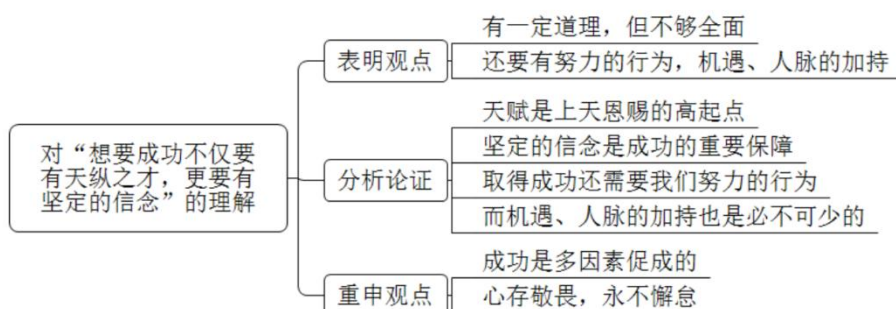 对“想要成功不仅要
有天纵之才，更要有
坚定的信念”的理解
表明观点
有一定道理，但不够全面
还要有努力的行为，机遇、人脉的加持
分析论证
天赋是上天恩赐的高起点
坚定的信念是成功的重要保障
取得成功还需要我们努力的行为
而机遇、人脉的加持也是必不可少的
重申观点
成功是多因素促成的
心存敬畏，永不懈怠